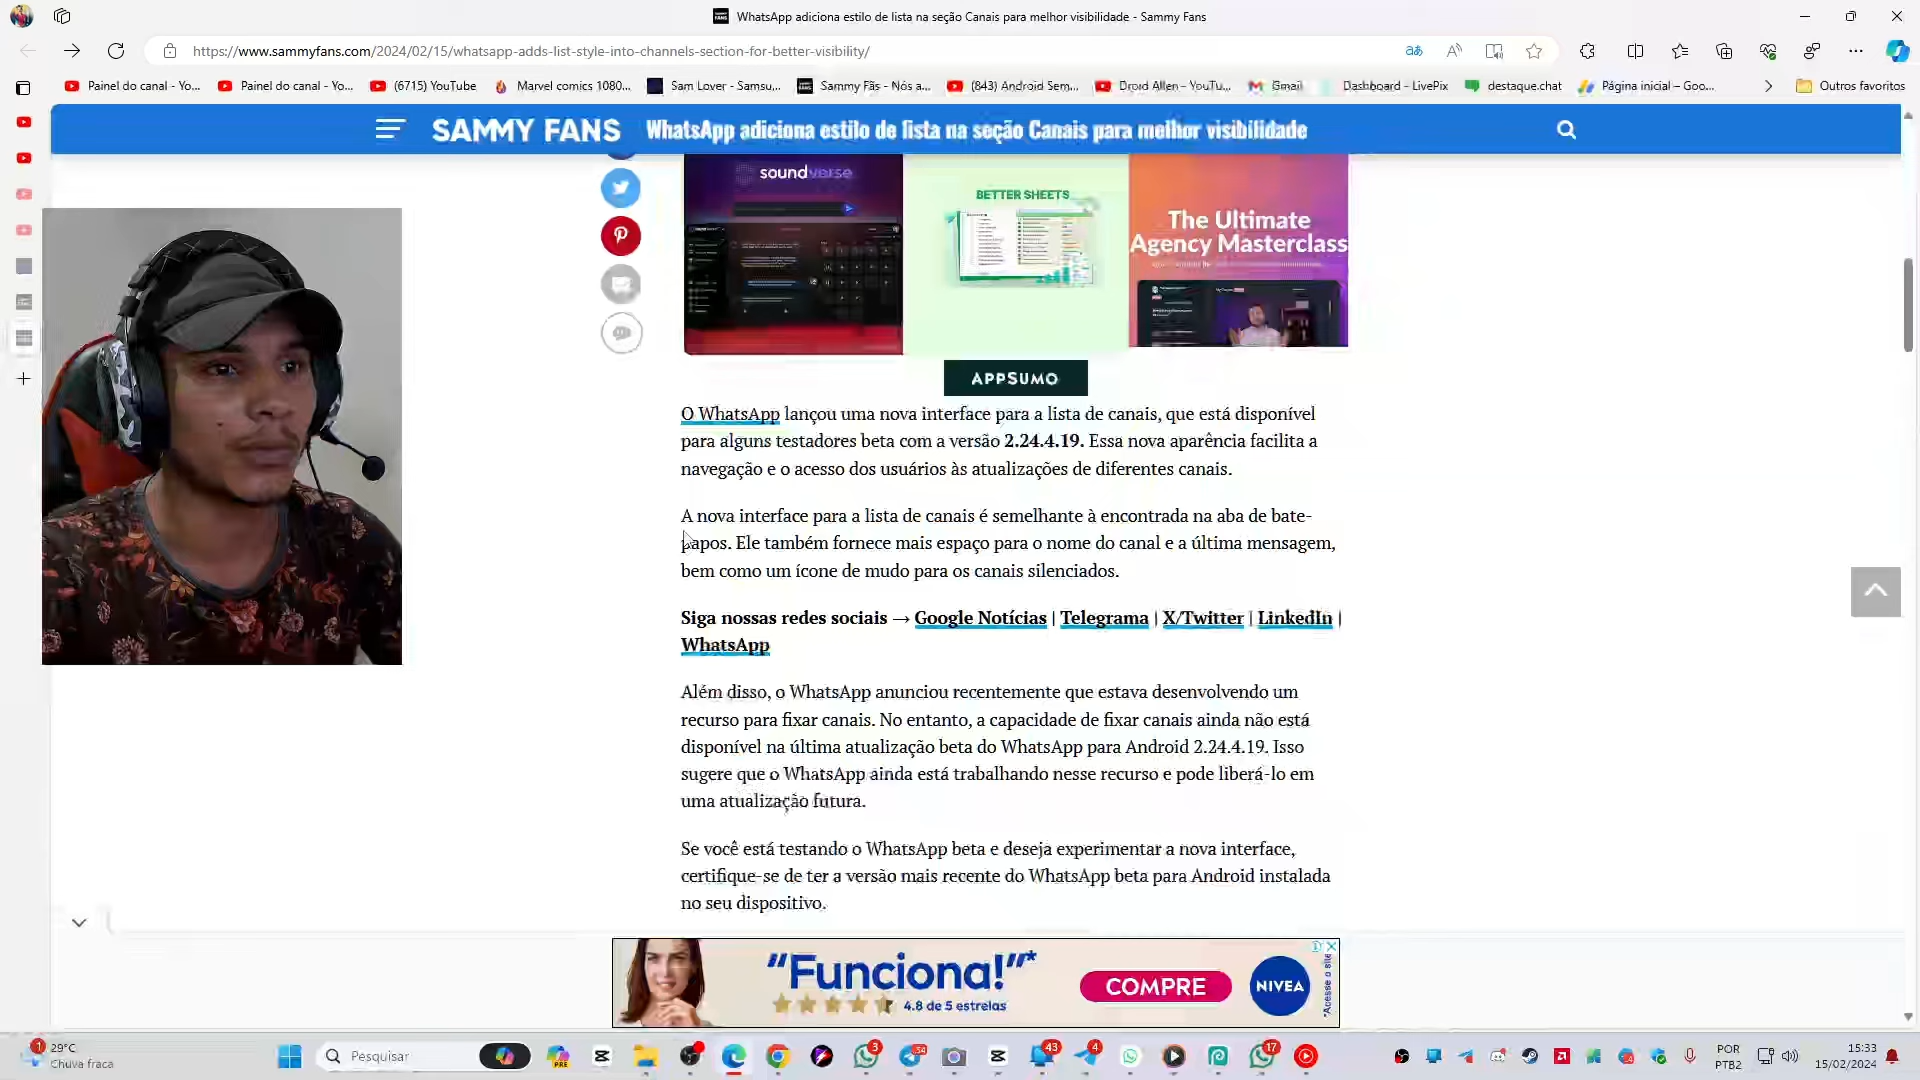 WhatsApp adiciona estilo de lista na seção Canais para melhor visibilidade - Sammy Fans
https://www.sammyfans.com/2024/02/15/whatsapp-adds-list-style-into-channels-section-for-better-visibility/
Painel do canal - Yo...
Painel do canal - Yo...
(6715) YouTube
Marvel comics 1080...
Sam Lover - Samsu...
Sammy Fãs - Nós a...
(843) Android Sem...
Droid Allen - YouTu...
Gmail
Dashboard - LivePix
destaque.chat
Página inicial – Goo...
Outros favoritos
SAMMY FANS
WhatsApp adiciona estilo de lista na seção Canais para melhor visibilidade
soundverse
BETTER SHEETS
The Ultimate
Agency Masterclass
APPSUMO
O WhatsApp lançou uma nova interface para a lista de canais, que está disponível
para alguns testadores beta com a versão 2.24.4.19. Essa nova aparência facilita a
navegação e o acesso dos usuários às atualizações de diferentes canais.
A nova interface para a lista de canais é semelhante à encontrada na aba de bate-
papos. Ele também fornece mais espaço para o nome do canal e a última mensagem,
bem como um ícone de mudo para os canais silenciados.
Siga nossas redes sociais → Google Notícias | Telegrama | X/Twitter | LinkedIn |
WhatsApp
Além disso, o WhatsApp anunciou recentemente que estava desenvolvendo um
recurso para fixar canais. No entanto, a capacidade de fixar canais ainda não está
disponível na última atualização beta do WhatsApp para Android 2.24.4.19. Isso
sugere que o WhatsApp ainda está trabalhando nesse recurso e pode liberá-lo em
uma atualização futura.
Se você está testando o WhatsApp beta e deseja experimentar a nova interface,
certifique-se de ter a versão mais recente do WhatsApp beta para Android instalada
no seu dispositivo.
"Funciona!"*
4.8 de 5 estrelas
COMPRE
NIVEA
*Acesse o site
1
29°C
Chuva fraca
Pesquisar
PRE
3
54
43
4
17
POR
PTB2
15:33
15/02/2024